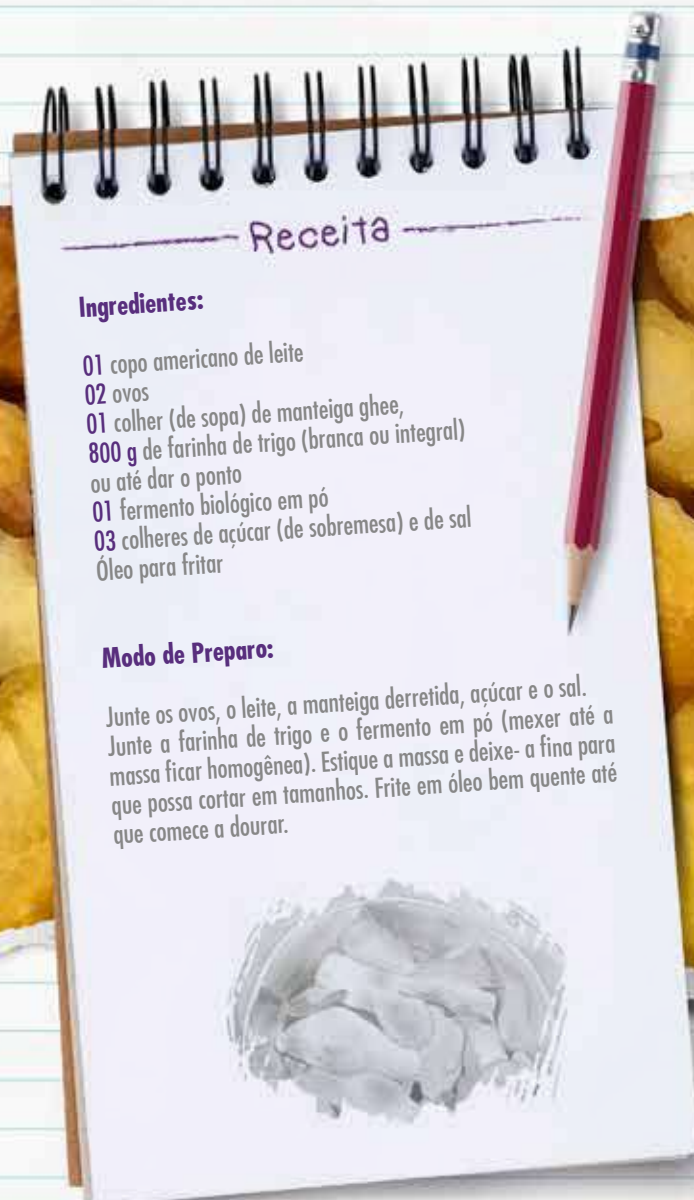 Receita
Ingredientes:
01 copo americano de leite
02 ovos
01 colher (de sopa) de manteiga ghee,
800 g de farinha de trigo (branca ou integral)
ou até dar o ponto
01 fermento biológico em pó
03 colheres de açúcar (de sobremesa) e de sal
Óleo para fritar
Modo de Preparo:
Junte os ovos, o leite, a manteiga derretida, açúcar e o sal.
Junte a farinha de trigo e o fermento em pó (mexer até a
massa ficar homogênea). Estique a massa e deixe- a fina para
que possa cortar em tamanhos. Frite em óleo bem quente até
que comece a dourar.